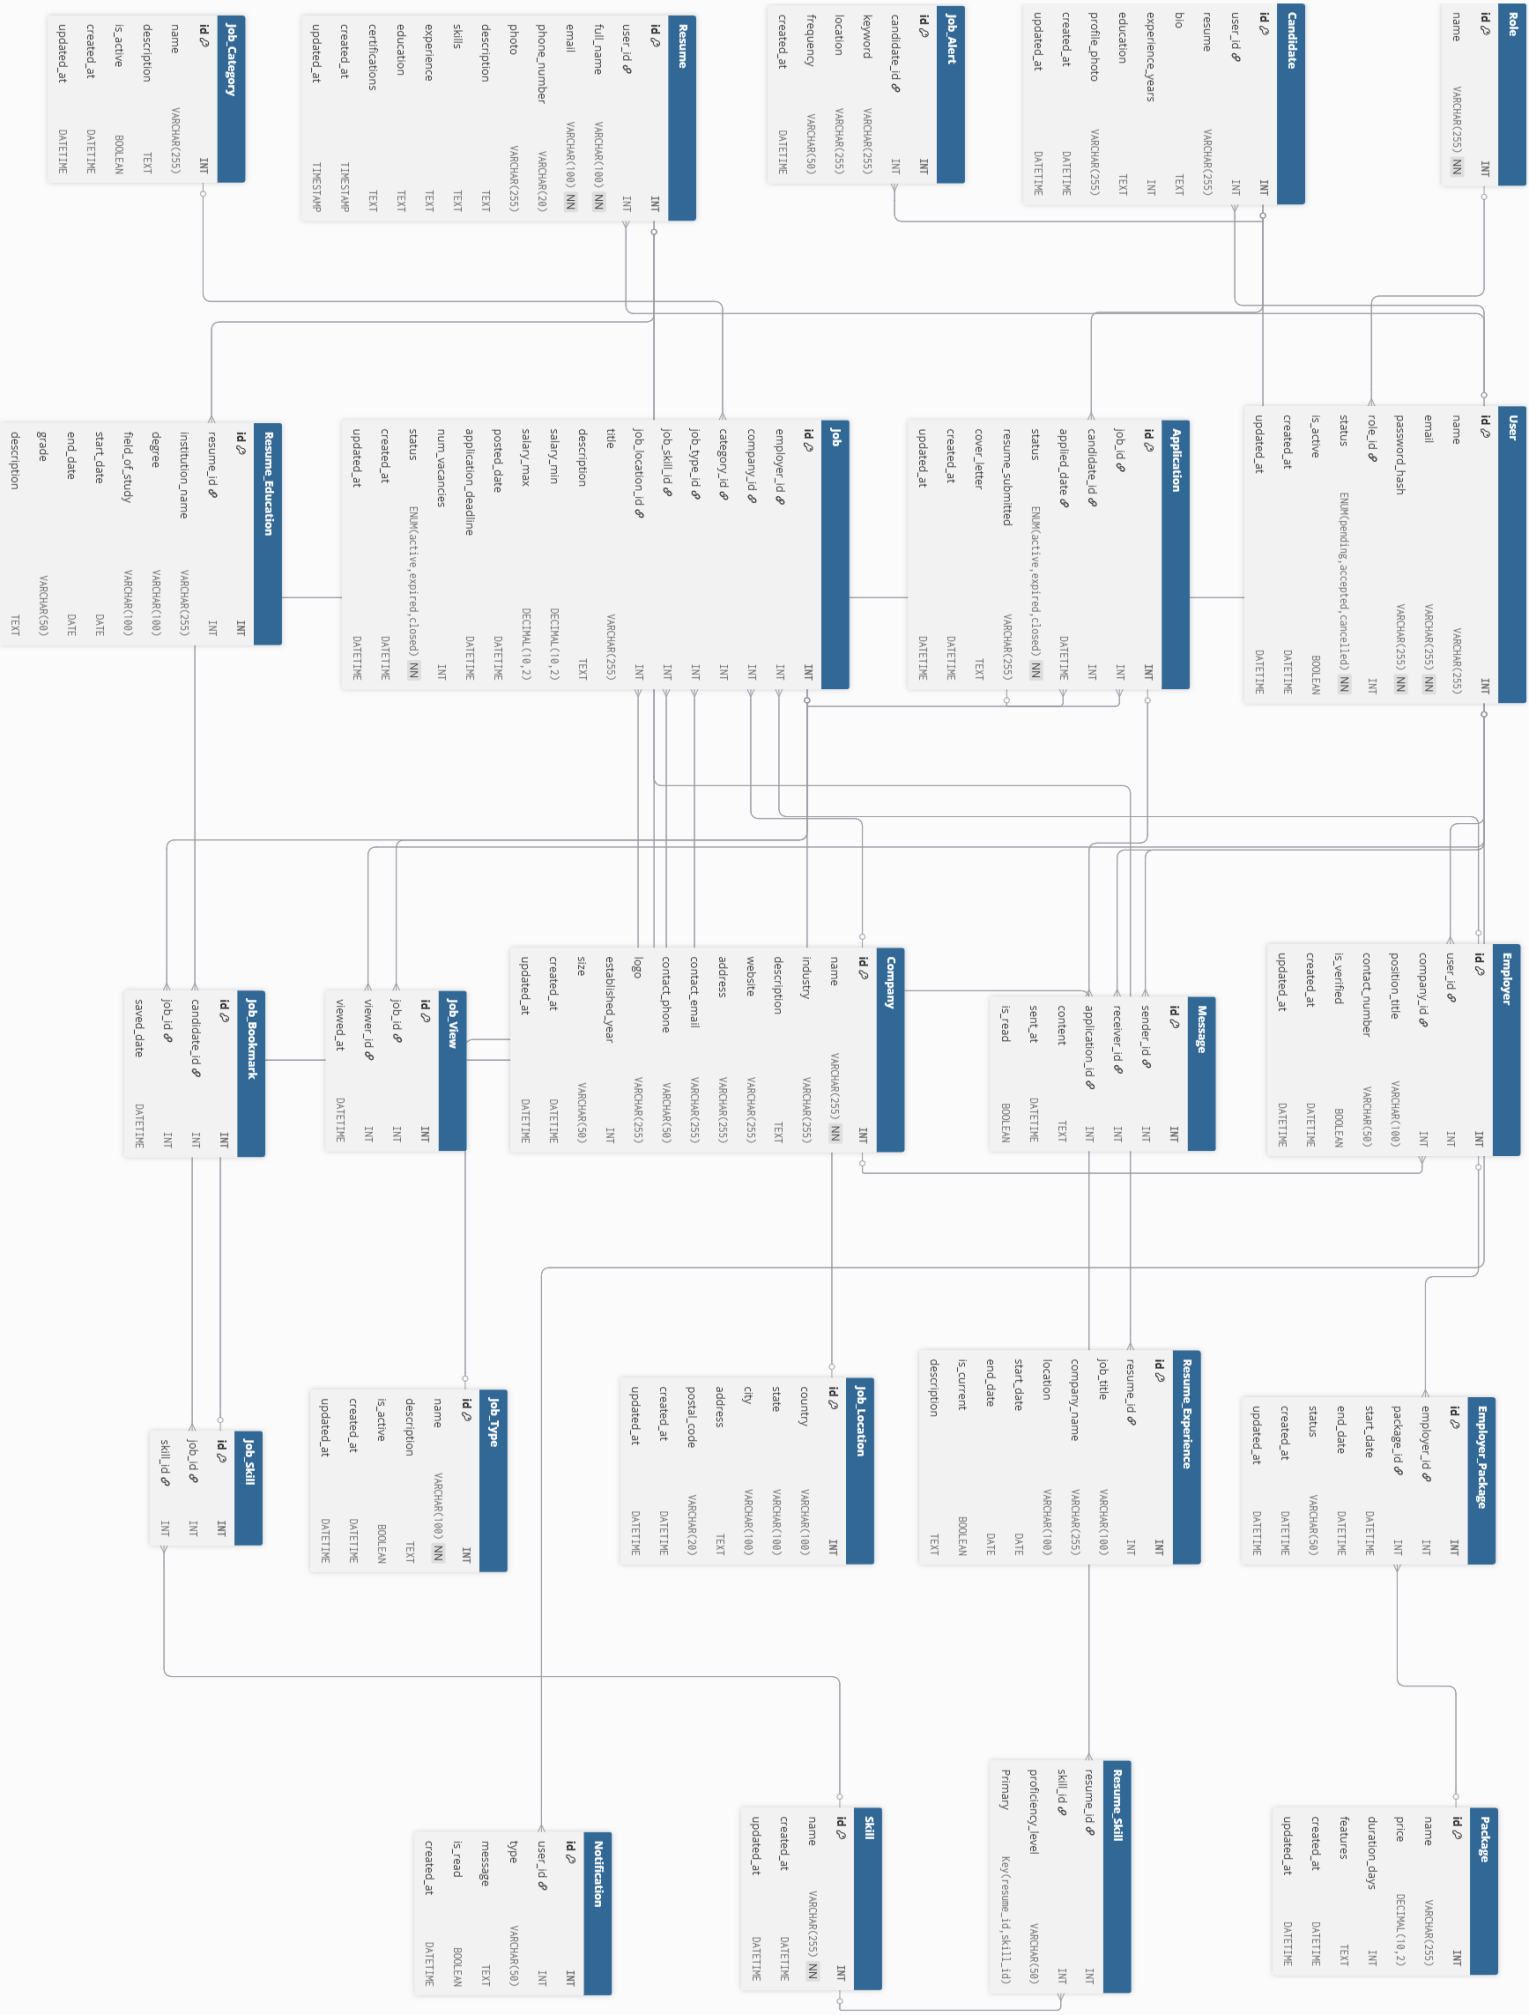 Role
id INT
name VARCHAR(255) NN
User
id INT
name VARCHAR(255)
email VARCHAR(255) NN
password_hash VARCHAR(255) NN
role_id INT
status ENUM(pending,accepted,cancelled) NN
is_active BOOLEAN
created_at DATETIME
updated_at DATETIME
Employer
id INT
user_id INT
company_id INT
position_title VARCHAR(100)
contact_number VARCHAR(50)
is_verified BOOLEAN
created_at DATETIME
updated_at DATETIME
Employer_Package
id INT
employer_id INT
package_id INT
start_date DATETIME
end_date DATETIME
status VARCHAR(50)
created_at DATETIME
updated_at DATETIME
Package
id INT
name VARCHAR(255)
price DECIMAL(10,2)
duration_days INT
features TEXT
created_at DATETIME
updated_at DATETIME
Candidate
id INT
user_id INT
resume VARCHAR(255)
bio TEXT
experience_years INT
education TEXT
profile_photo VARCHAR(255)
created_at DATETIME
updated_at DATETIME
Application
id INT
job_id INT
candidate_id INT
applied_date DATETIME
status ENUM(active,expired,closed) NN
resume_submitted VARCHAR(255)
cover_letter TEXT
created_at DATETIME
updated_at DATETIME
Message
id INT
sender_id INT
receiver_id INT
application_id INT
content TEXT
sent_at DATETIME
is_read BOOLEAN
Resume_Experience
id INT
resume_id INT
job_title VARCHAR(100)
company_name VARCHAR(255)
location VARCHAR(100)
start_date DATE
end_date DATE
is_current BOOLEAN
description TEXT
Resume_Skill
resume_id INT
skill_id INT
proficiency_level VARCHAR(50)
Primary Key(resume_id,skill_id)
Job_Alert
id INT
candidate_id INT
keyword VARCHAR(255)
location VARCHAR(255)
frequency VARCHAR(50)
created_at DATETIME
Job
id INT
employer_id INT
company_id INT
category_id INT
job_type_id INT
job_skill_id INT
job_location_id INT
title VARCHAR(255)
description TEXT
salary_min DECIMAL(10,2)
salary_max DECIMAL(10,2)
posted_date DATETIME
application_deadline DATETIME
num_vacancies INT
status ENUM(active,expired,closed) NN
created_at DATETIME
updated_at DATETIME
Company
id INT
name VARCHAR(255) NN
industry VARCHAR(255)
description TEXT
website VARCHAR(255)
address VARCHAR(255)
contact_email VARCHAR(255)
contact_phone VARCHAR(50)
logo VARCHAR(255)
established_year INT
size VARCHAR(50)
created_at DATETIME
updated_at DATETIME
Job_Location
id INT
country VARCHAR(100)
state VARCHAR(100)
city VARCHAR(100)
address TEXT
postal_code VARCHAR(20)
created_at DATETIME
updated_at DATETIME
Skill
id INT
name VARCHAR(255) NN
created_at DATETIME
updated_at DATETIME
Resume
id INT
user_id INT
full_name VARCHAR(100) NN
email VARCHAR(100) NN
phone_number VARCHAR(20)
photo VARCHAR(255)
description TEXT
skills TEXT
experience TEXT
education TEXT
certifications TEXT
created_at TIMESTAMP
updated_at TIMESTAMP
Job_View
id INT
job_id INT
viewer_id INT
viewed_at DATETIME
Job_Type
id INT
name VARCHAR(100) NN
description TEXT
is_active BOOLEAN
created_at DATETIME
updated_at DATETIME
Notification
id INT
user_id INT
type VARCHAR(50)
message TEXT
is_read BOOLEAN
created_at DATETIME
Job_Category
id INT
name VARCHAR(255)
description TEXT
is_active BOOLEAN
created_at DATETIME
updated_at DATETIME
Resume_Education
id INT
resume_id INT
institution_name VARCHAR(255)
degree VARCHAR(100)
field_of_study VARCHAR(100)
start_date DATE
end_date DATE
grade VARCHAR(50)
description TEXT
Job_Bookmark
id INT
candidate_id INT
job_id INT
saved_date DATETIME
Job_Skill
id INT
job_id INT
skill_id INT